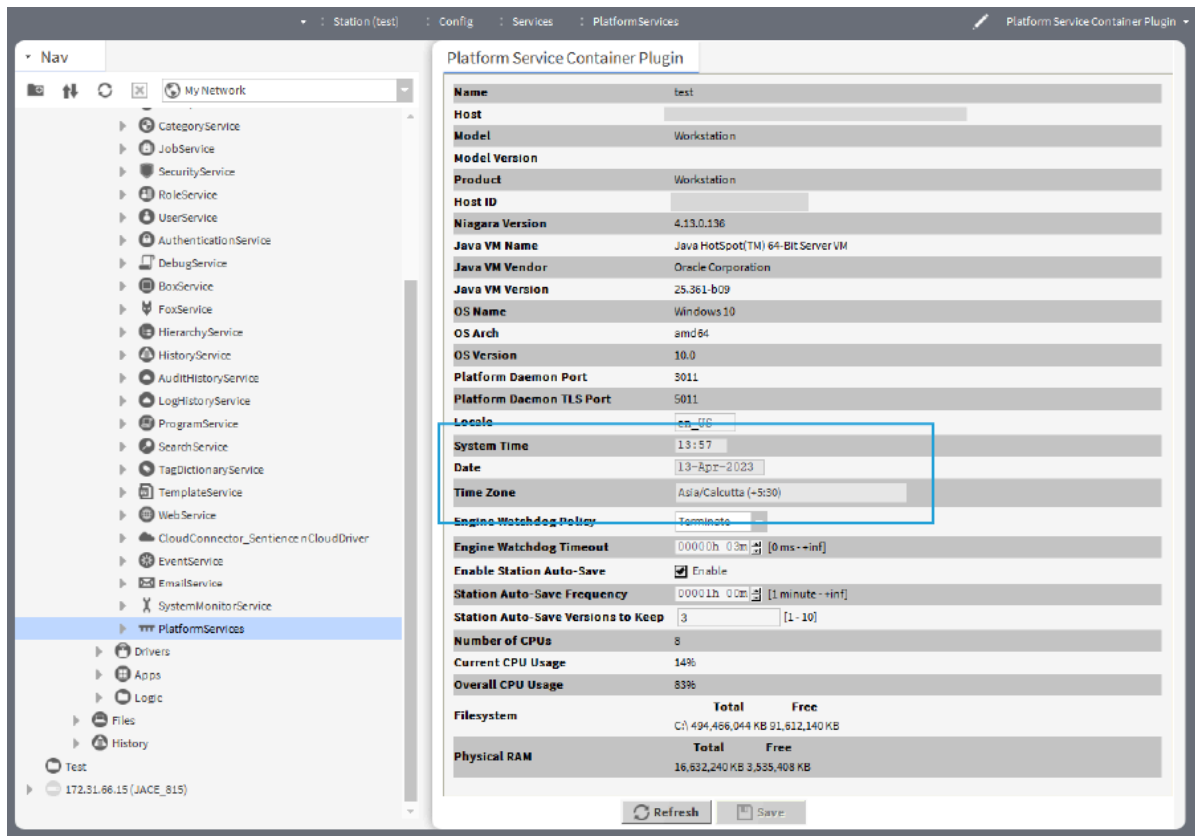 Station (test) : Config : Services : PlatformServices
Platform Service Container Plugin
Nav
My Network
CategoryService
JobService
SecurityService
RoleService
UserService
AuthenticationService
DebugService
BoxService
FoxService
HierarchyService
HistoryService
AuditHistoryService
LogHistoryService
ProgramService
SearchService
TagDictionaryService
TemplateService
WebService
CloudConnector_SentiencenCloudDriver
EventService
EmailService
SystemMonitorService
PlatformServices
Drivers
Apps
Logic
Files
History
Test
172.31.66.15 (JACE_815)
Platform Service Container Plugin
Name test
Host
Model Workstation
Model Version
Product Workstation
Host ID
Niagara Version 4.13.0.136
Java VM Name Java HotSpot(TM) 64-Bit Server VM
Java VM Vendor Oracle Corporation
Java VM Version 25.361-b09
OS Name Windows 10
OS Arch amd64
OS Version 10.0
Platform Daemon Port 3011
Platform Daemon TLS Port 5011
Locale en_US
System Time 13:57
Date 13-Apr-2023
Time Zone Asia/Calcutta (+5:30)
Engine Watchdog Policy Terminate
Engine Watchdog Timeout 00000h 03m [0 ms - +inf]
Enable Station Auto-Save Enable
Station Auto-Save Frequency 00001h 00m [1 minute - +inf]
Station Auto-Save Versions to Keep 3 [1 - 10]
Number of CPUs 8
Current CPU Usage 14%
Overall CPU Usage 83%
Filesystem Total Free
C:\ 494,466,044 KB 91,612,140 KB
Physical RAM Total Free
16,632,240 KB 3,535,408 KB
Refresh Save